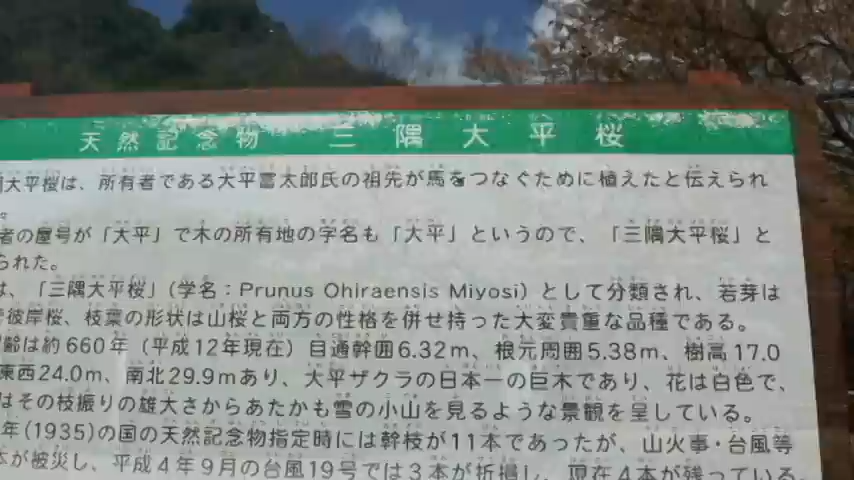 天然記念物　三隅大平桜
大平桜は、所有者である大平富太郎氏の祖先が馬をつなぐために植えたと伝えられ
。
者の屋号が「大平」で木の所有地の字名も「大平」というので、「三隅大平桜」と
られた。
は、「三隅大平桜」(学名：Prunus Ohiraensis Miyosi)として分類され、若芽は
彼岸桜、枝葉の形状は山桜と両方の性格を併せ持った大変貴重な品種である。
齢は約660年（平成12年現在）目通幹囲6.32m、根元周囲5.38m、樹高17.0
東西24.0m、南北29.9mあり、大平ザクラの日本一の巨木であり、花は白色で、
はその枝振りの雄大さからあたかも雪の小山を見るような景観を呈している。
年(1935)の国の天然記念物指定時には幹枝が11本であったが、山火事・台風等
本が被災し、平成4年9月の台風19号では3本が折損し、現在4本が残っている。